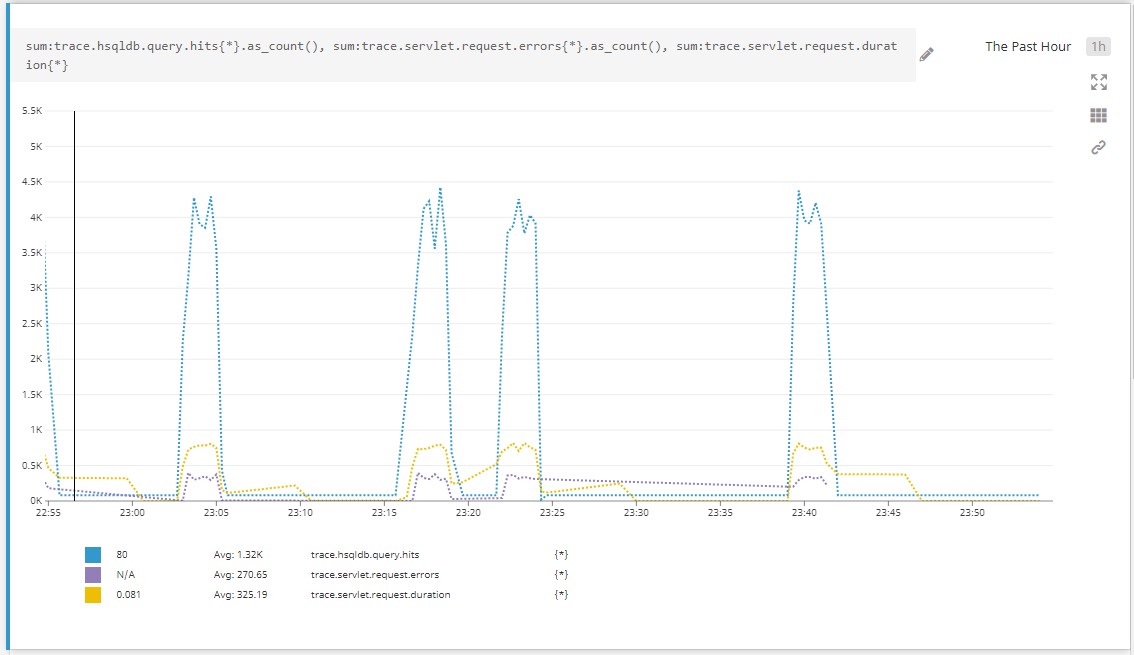 sum:trace.hsqldb.query.hits{*}.as_count(), sum:trace.servlet.request.errors{*}.as_count(), sum:trace.servlet.request.durat
ion{*}
The Past Hour 1h
5.5K
5K
4.5K
4K
3.5K
3K
2.5K
2K
1.5K
1K
0.5K
0K
22:55 23:00 23:05 23:10 23:15 23:20 23:25 23:30 23:35 23:40 23:45 23:50
80 Avg: 1.32K trace.hsqldb.query.hits {*}
N/A Avg: 270.65 trace.servlet.request.errors {*}
0.081 Avg: 325.19 trace.servlet.request.duration {*}